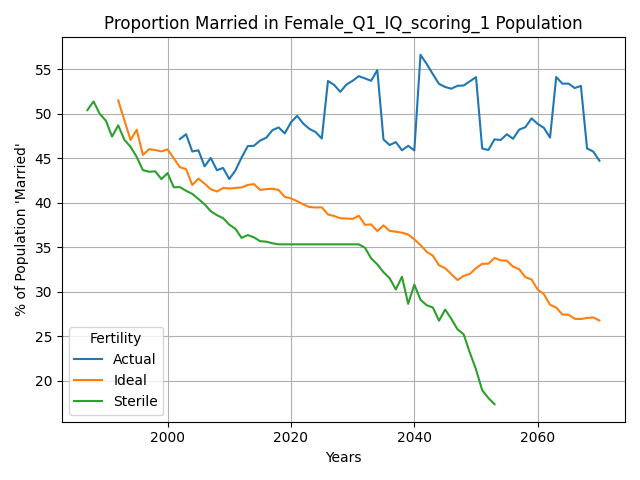 Proportion Married in Female_Q1_IQ_scoring_1 Population
% of Population 'Married'
55
50
45
40
35
30
25
20
Fertility
Actual
Ideal
Sterile
2000 2020 2040 2060
Years